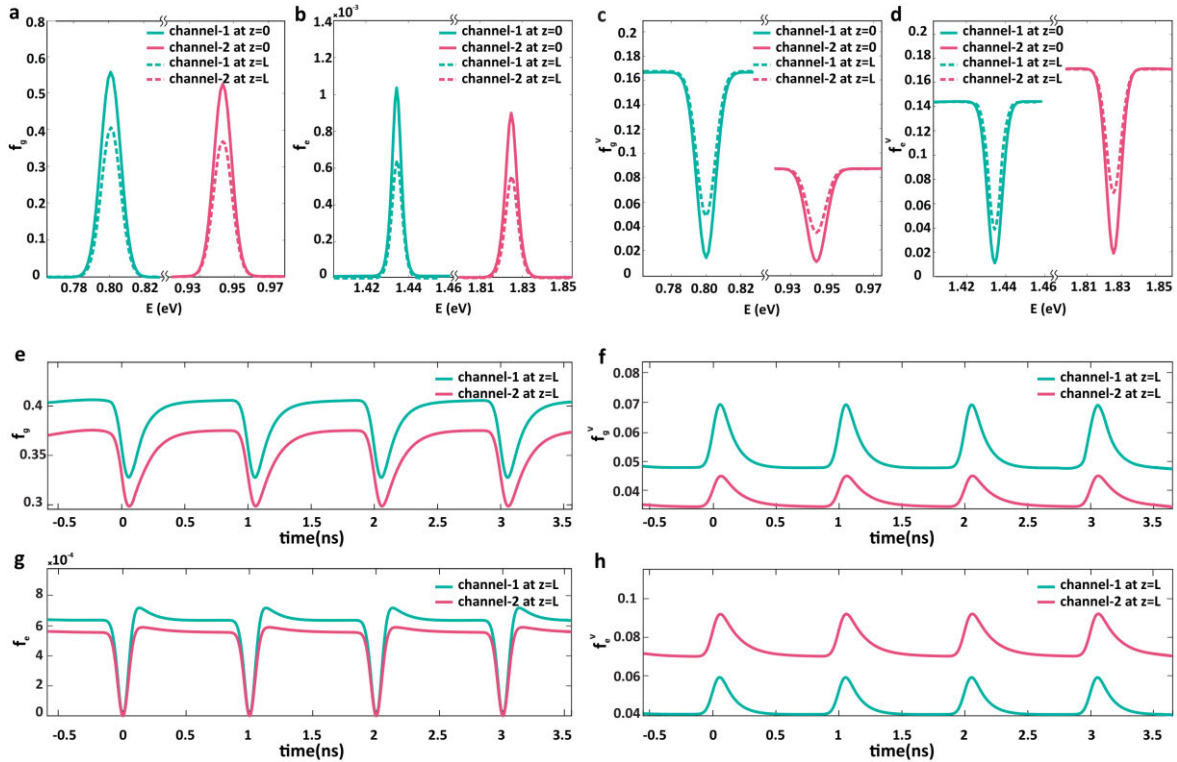 a
0.8
0.7
0.6
0.5
0.4
0.3
0.2
0.1
0
f_g
channel-1 at z=0
channel-2 at z=0
channel-1 at z=L
channel-2 at z=L
0.78 0.80 0.82 0.93 0.95 0.97
E (eV)
b
×10^-3
1.4
1.2
1
0.8
0.6
0.4
0.2
0
f_e
channel-1 at z=0
channel-2 at z=0
channel-1 at z=L
channel-2 at z=L
1.42 1.44 1.46 1.81 1.83 1.85
E (eV)
c
0.2
0.18
0.16
0.14
0.12
0.1
0.08
0.06
0.04
0.02
0
f_g^v
channel-1 at z=0
channel-2 at z=0
channel-1 at z=L
channel-2 at z=L
0.78 0.80 0.82 0.93 0.95 0.97
E (eV)
d
0.2
0.18
0.16
0.14
0.12
0.1
0.08
0.06
0.04
0.02
0
f_e^v
channel-1 at z=0
channel-2 at z=0
channel-1 at z=L
channel-2 at z=L
1.42 1.44 1.46 1.81 1.83 1.85
E (eV)
e
0.4
0.35
0.3
f_g
channel-1 at z=L
channel-2 at z=L
-0.5 0 0.5 1 1.5 2 2.5 3 3.5
time(ns)
f
0.08
0.07
0.06
0.05
0.04
f_g^v
channel-1 at z=L
channel-2 at z=L
-0.5 0 0.5 1 1.5 2 2.5 3 3.5
time(ns)
g
×10^-4
8
6
4
2
0
f_e
channel-1 at z=L
channel-2 at z=L
-0.5 0 0.5 1 1.5 2 2.5 3 3.5
time(ns)
h
0.1
0.08
0.06
0.04
f_e^v
channel-1 at z=L
channel-2 at z=L
-0.5 0 0.5 1 1.5 2 2.5 3 3.5
time(ns)